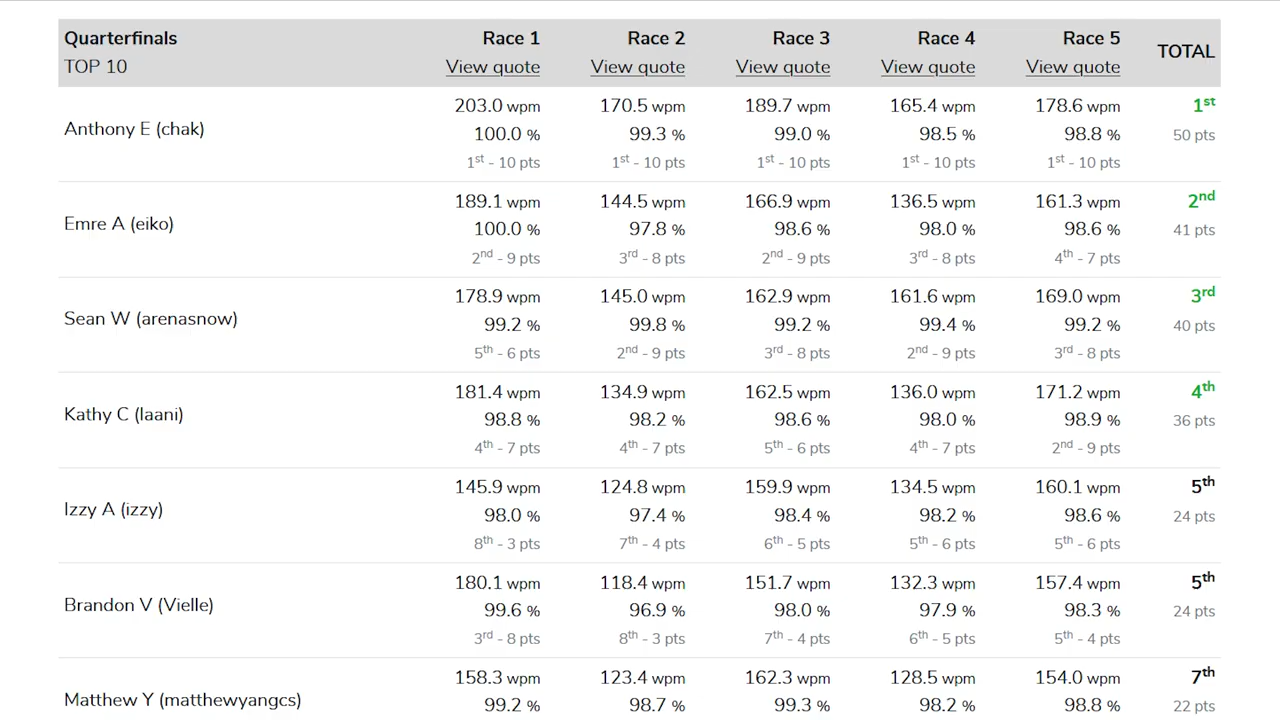 Quarterfinals Race 1 Race 2 Race 3 Race 4 Race 5 TOTAL
TOP 10 View quote View quote View quote View quote View quote
Anthony E (chak) 203.0 wpm 170.5 wpm 189.7 wpm 165.4 wpm 178.6 wpm 1st
100.0 % 99.3 % 99.0 % 98.5 % 98.8 % 50 pts
1st - 10 pts 1st - 10 pts 1st - 10 pts 1st - 10 pts 1st - 10 pts
Emre A (eiko) 189.1 wpm 144.5 wpm 166.9 wpm 136.5 wpm 161.3 wpm 2nd
100.0 % 97.8 % 98.6 % 98.0 % 98.6 % 41 pts
2nd - 9 pts 3rd - 8 pts 2nd - 9 pts 3rd - 8 pts 4th - 7 pts
Sean W (arenasnow) 178.9 wpm 145.0 wpm 162.9 wpm 161.6 wpm 169.0 wpm 3rd
99.2 % 99.8 % 99.2 % 99.4 % 99.2 % 40 pts
5th - 6 pts 2nd - 9 pts 3rd - 8 pts 2nd - 9 pts 3rd - 8 pts
Kathy C (laani) 181.4 wpm 134.9 wpm 162.5 wpm 136.0 wpm 171.2 wpm 4th
98.8 % 98.2 % 98.6 % 98.0 % 98.9 % 36 pts
4th - 7 pts 4th - 7 pts 5th - 6 pts 4th - 7 pts 2nd - 9 pts
Izzy A (izzy) 145.9 wpm 124.8 wpm 159.9 wpm 134.5 wpm 160.1 wpm 5th
98.0 % 97.4 % 98.4 % 98.2 % 98.6 % 24 pts
8th - 3 pts 7th - 4 pts 6th - 5 pts 5th - 6 pts 5th - 6 pts
Brandon V (Vielle) 180.1 wpm 118.4 wpm 151.7 wpm 132.3 wpm 157.4 wpm 5th
99.6 % 96.9 % 98.0 % 97.9 % 98.3 % 24 pts
3rd - 8 pts 8th - 3 pts 7th - 4 pts 6th - 5 pts 5th - 4 pts
Matthew Y (matthewyangcs) 158.3 wpm 123.4 wpm 162.3 wpm 128.5 wpm 154.0 wpm 7th
99.2 % 98.7 % 99.3 % 98.2 % 98.8 % 22 pts